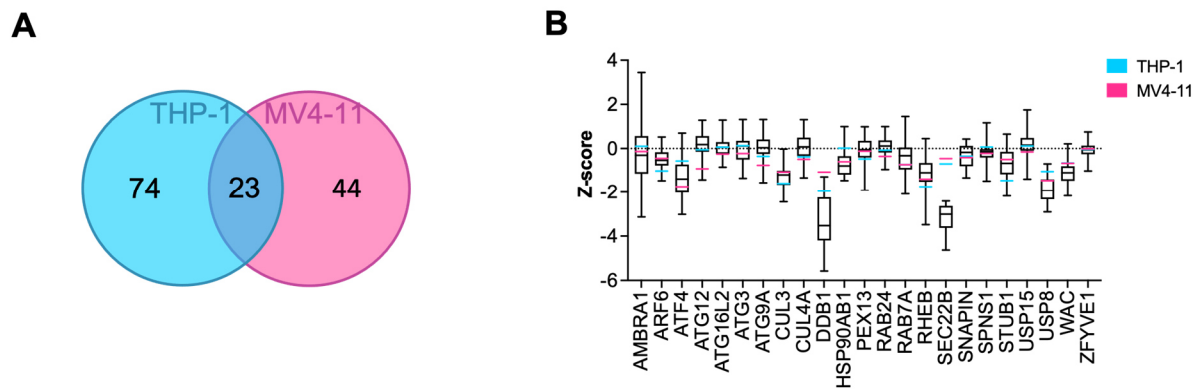 A
THP-1
MV4-11
74
23
44
B
THP-1
MV4-11
Z-score
4
2
0
-2
-4
-6
AMBRA1
ARF6
ATF4
ATG12
ATG16L2
ATG3
ATG9A
CUL3
CUL4A
DDB1
HSP90AB1
PEX13
RAB24
RAB7A
RHEB
SEC22B
SNAPIN
SPNS1
STUB1
USP15
USP8
WAC
ZFYVE1